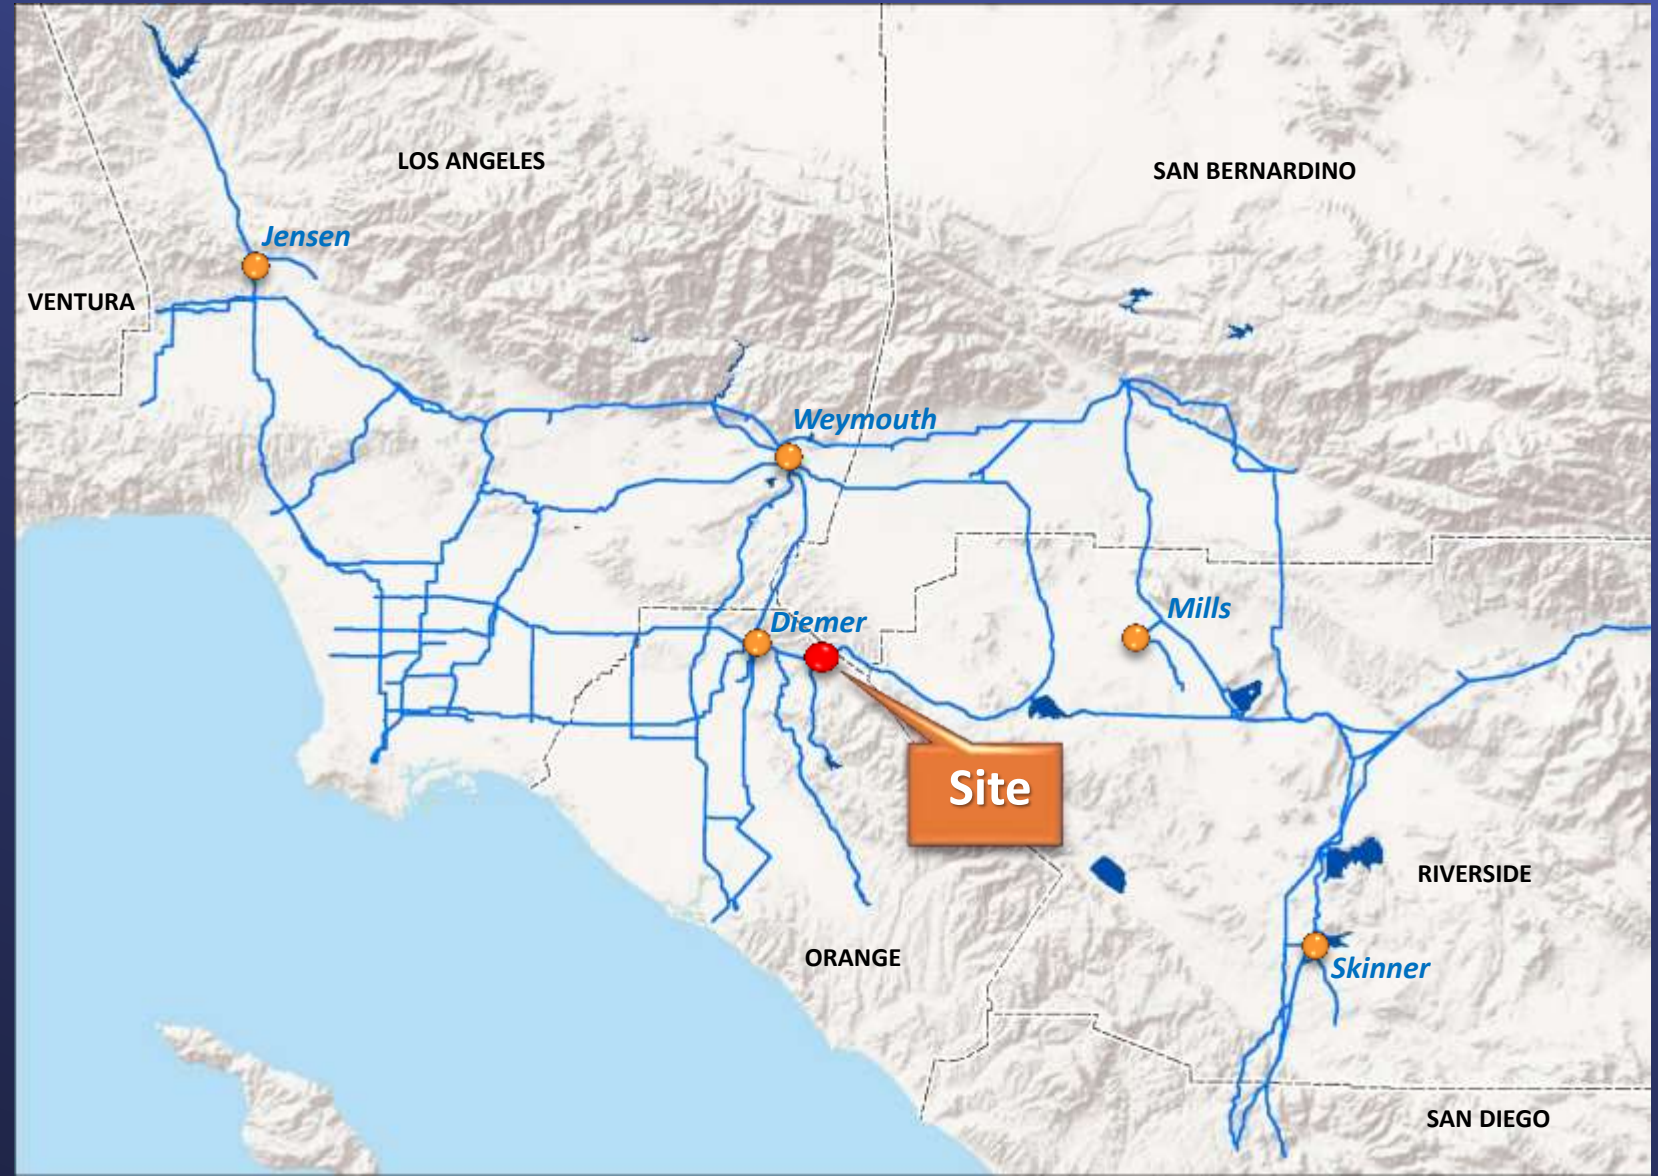 LOS ANGELES
SAN BERNARDINO
Jensen
VENTURA
Weymouth
Mills
Diemer
Site
RIVERSIDE
ORANGE
Skinner
SAN DIEGO